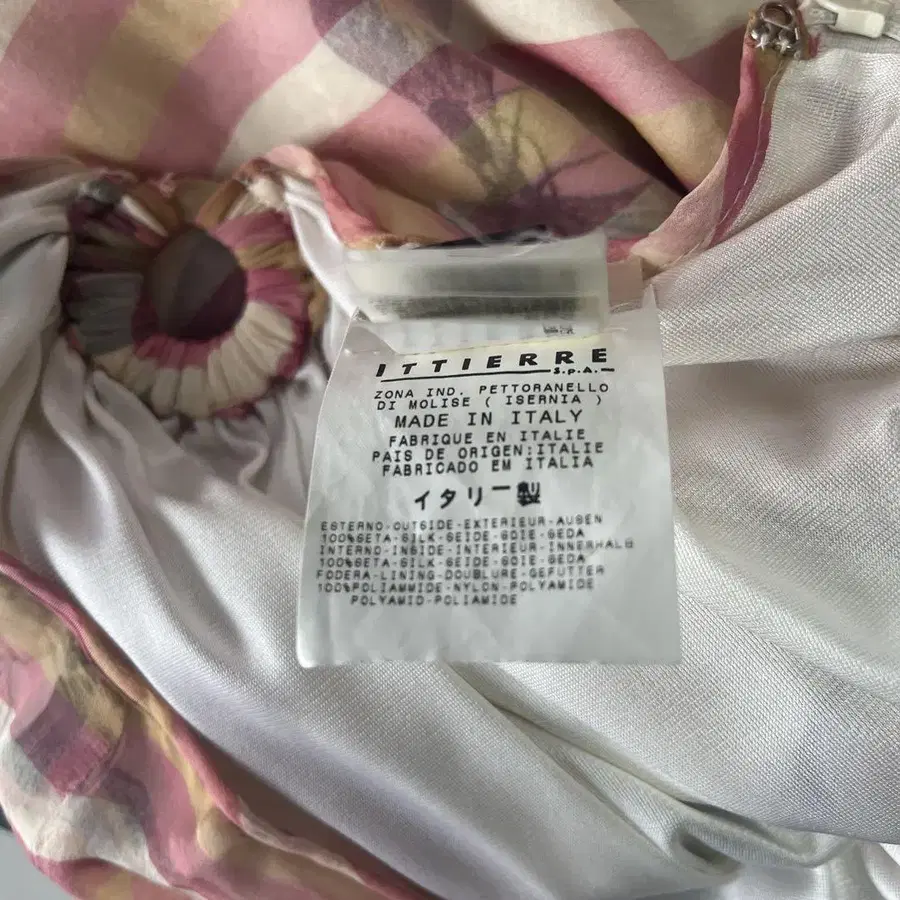 ITTIERRE
S.p.A.
ZONA IND. PETTORANELLO
DI MOLISE ( ISERNIA )
MADE IN ITALY
FABRIQUE EN ITALIE
PAIS DE ORIGEN:ITALIE
FABRICADO EM ITALIA
イタリー製
ESTERNO-OUTSIDE-EXTERIEUR-AUSEN
100%SETA-SILK-SEIDE-SOIE-SEDA
INTERNO-INSIDE-INTERIEUR-INNERHALB
100%SETA-SILK-SEIDE-SOIE-SEDA
FODERA-LINING-DOUBLURE-GEFUTTER
100%POLIAMMIDE-NYLON-POLYAMIDE
POLYAMID-POLIAMIDE